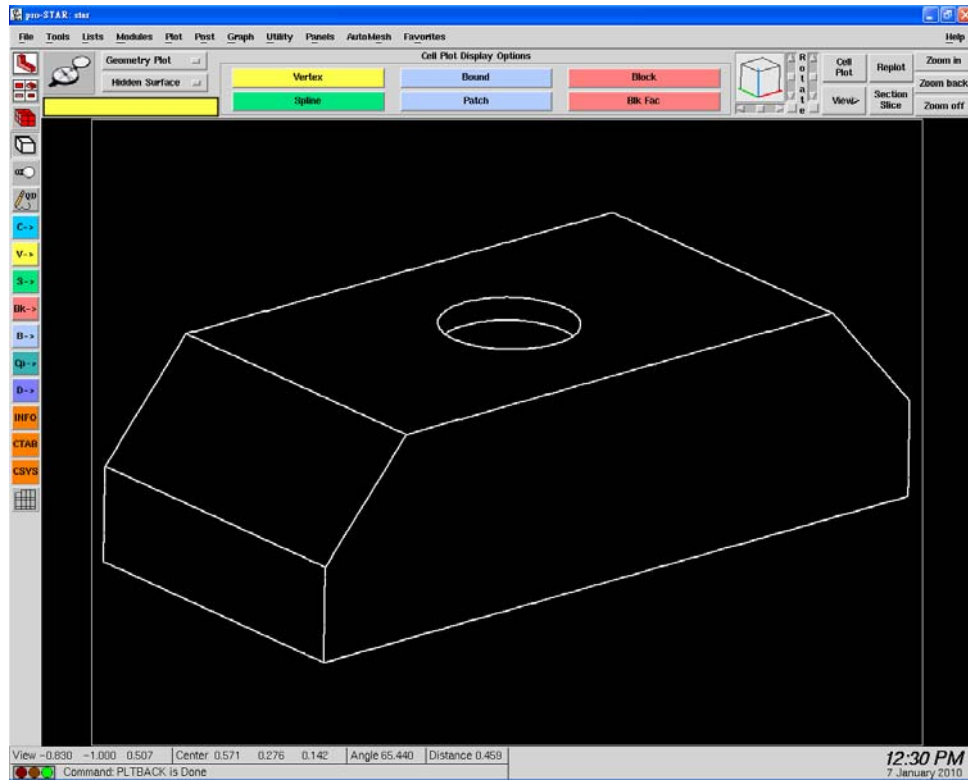 pro-STAR: star
File Tools Lists Modules Plot Post Graph Utility Panels AutoMesh Favorites Help
Geometry Plot
Hidden Surface
Cell Plot Display Options
Vertex Bound Block
Spline Patch Blk Fac
Rotate
Cell Plot
View>
Replot
Section Slice
Zoom in
Zoom back
Zoom off
C->
V->
S->
Bk->
B->
Cp->
D->
INFO
CTAB
CSYS
View -0.830 -1.000 0.507 Center 0.571 0.276 0.142 Angle 65.440 Distance 0.459
Command: PLTBACK is Done
12:30 PM
7 January 2010